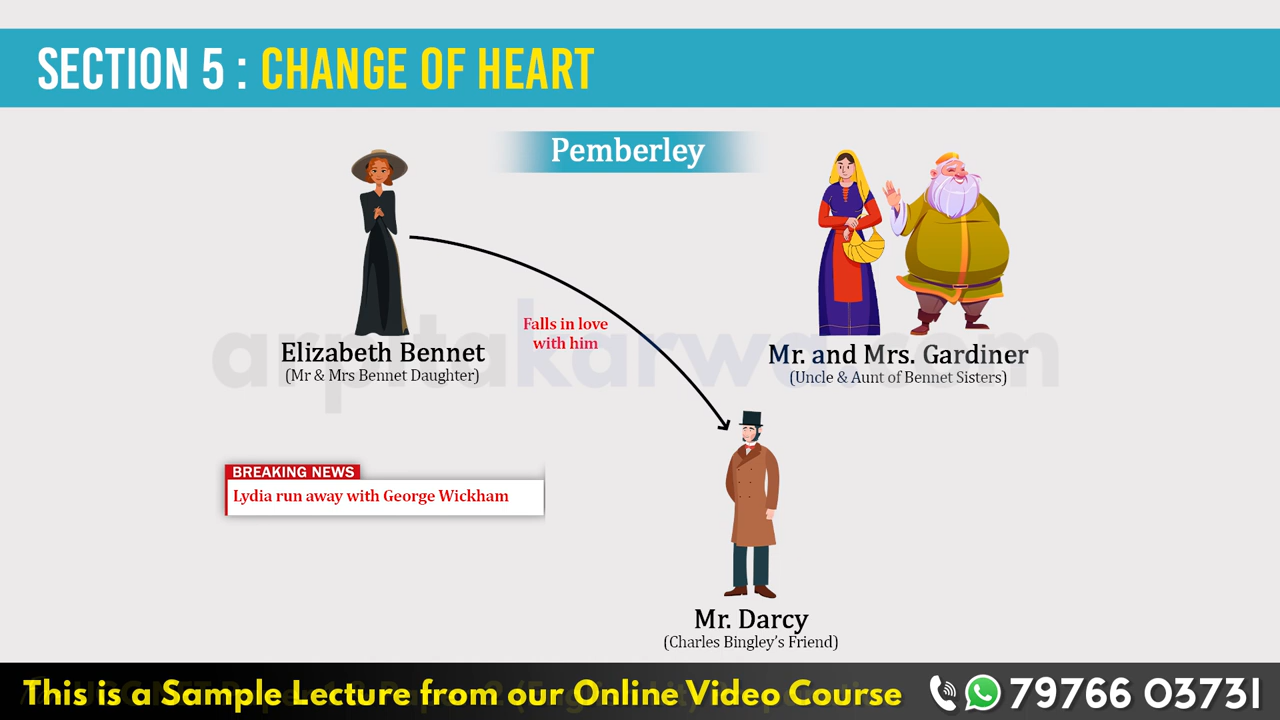 SECTION 5 : CHANGE OF HEART
Pemberley
Falls in love
with him
Elizabeth Bennet
(Mr & Mrs Bennet Daughter)
Mr. and Mrs. Gardiner
(Uncle & Aunt of Bennet Sisters)
arpitakarwa.com
BREAKING NEWS
Lydia run away with George Wickham
Mr. Darcy
(Charles Bingley's Friend)
This is a Sample Lecture from our Online Video Course
79766 03731